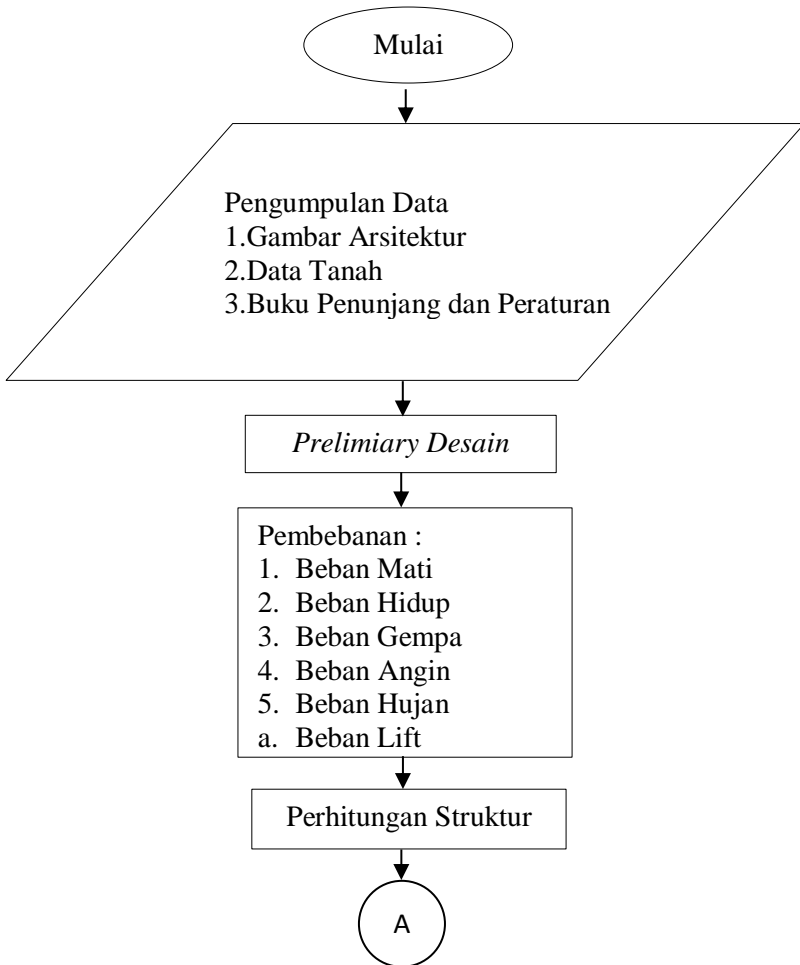 Mulai
Pengumpulan Data
1.Gambar Arsitektur
2.Data Tanah
3.Buku Penunjang dan Peraturan
Prelimiary Desain
Pembebanan :
1. Beban Mati
2. Beban Hidup
3. Beban Gempa
4. Beban Angin
5. Beban Hujan
a. Beban Lift
Perhitungan Struktur
A